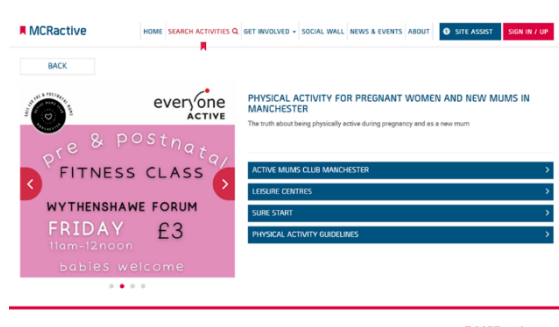 MCRactive
HOME SEARCH ACTIVITIES GET INVOLVED SOCIAL WALL NEWS & EVENTS ABOUT SITE ASSIST SIGN IN / UP
BACK
everyone
ACTIVE
pre & postnatal
FITNESS CLASS
WYTHENSHAWE FORUM
FRIDAY £3
11am-12noon
babies welcome
PHYSICAL ACTIVITY FOR PREGNANT WOMEN AND NEW MUMS IN
MANCHESTER
The truth about being physically active during pregnancy and as a new mum
ACTIVE MUMS CLUB MANCHESTER
LEISURE CENTRES
SURE START
PHYSICAL ACTIVITY GUIDELINES